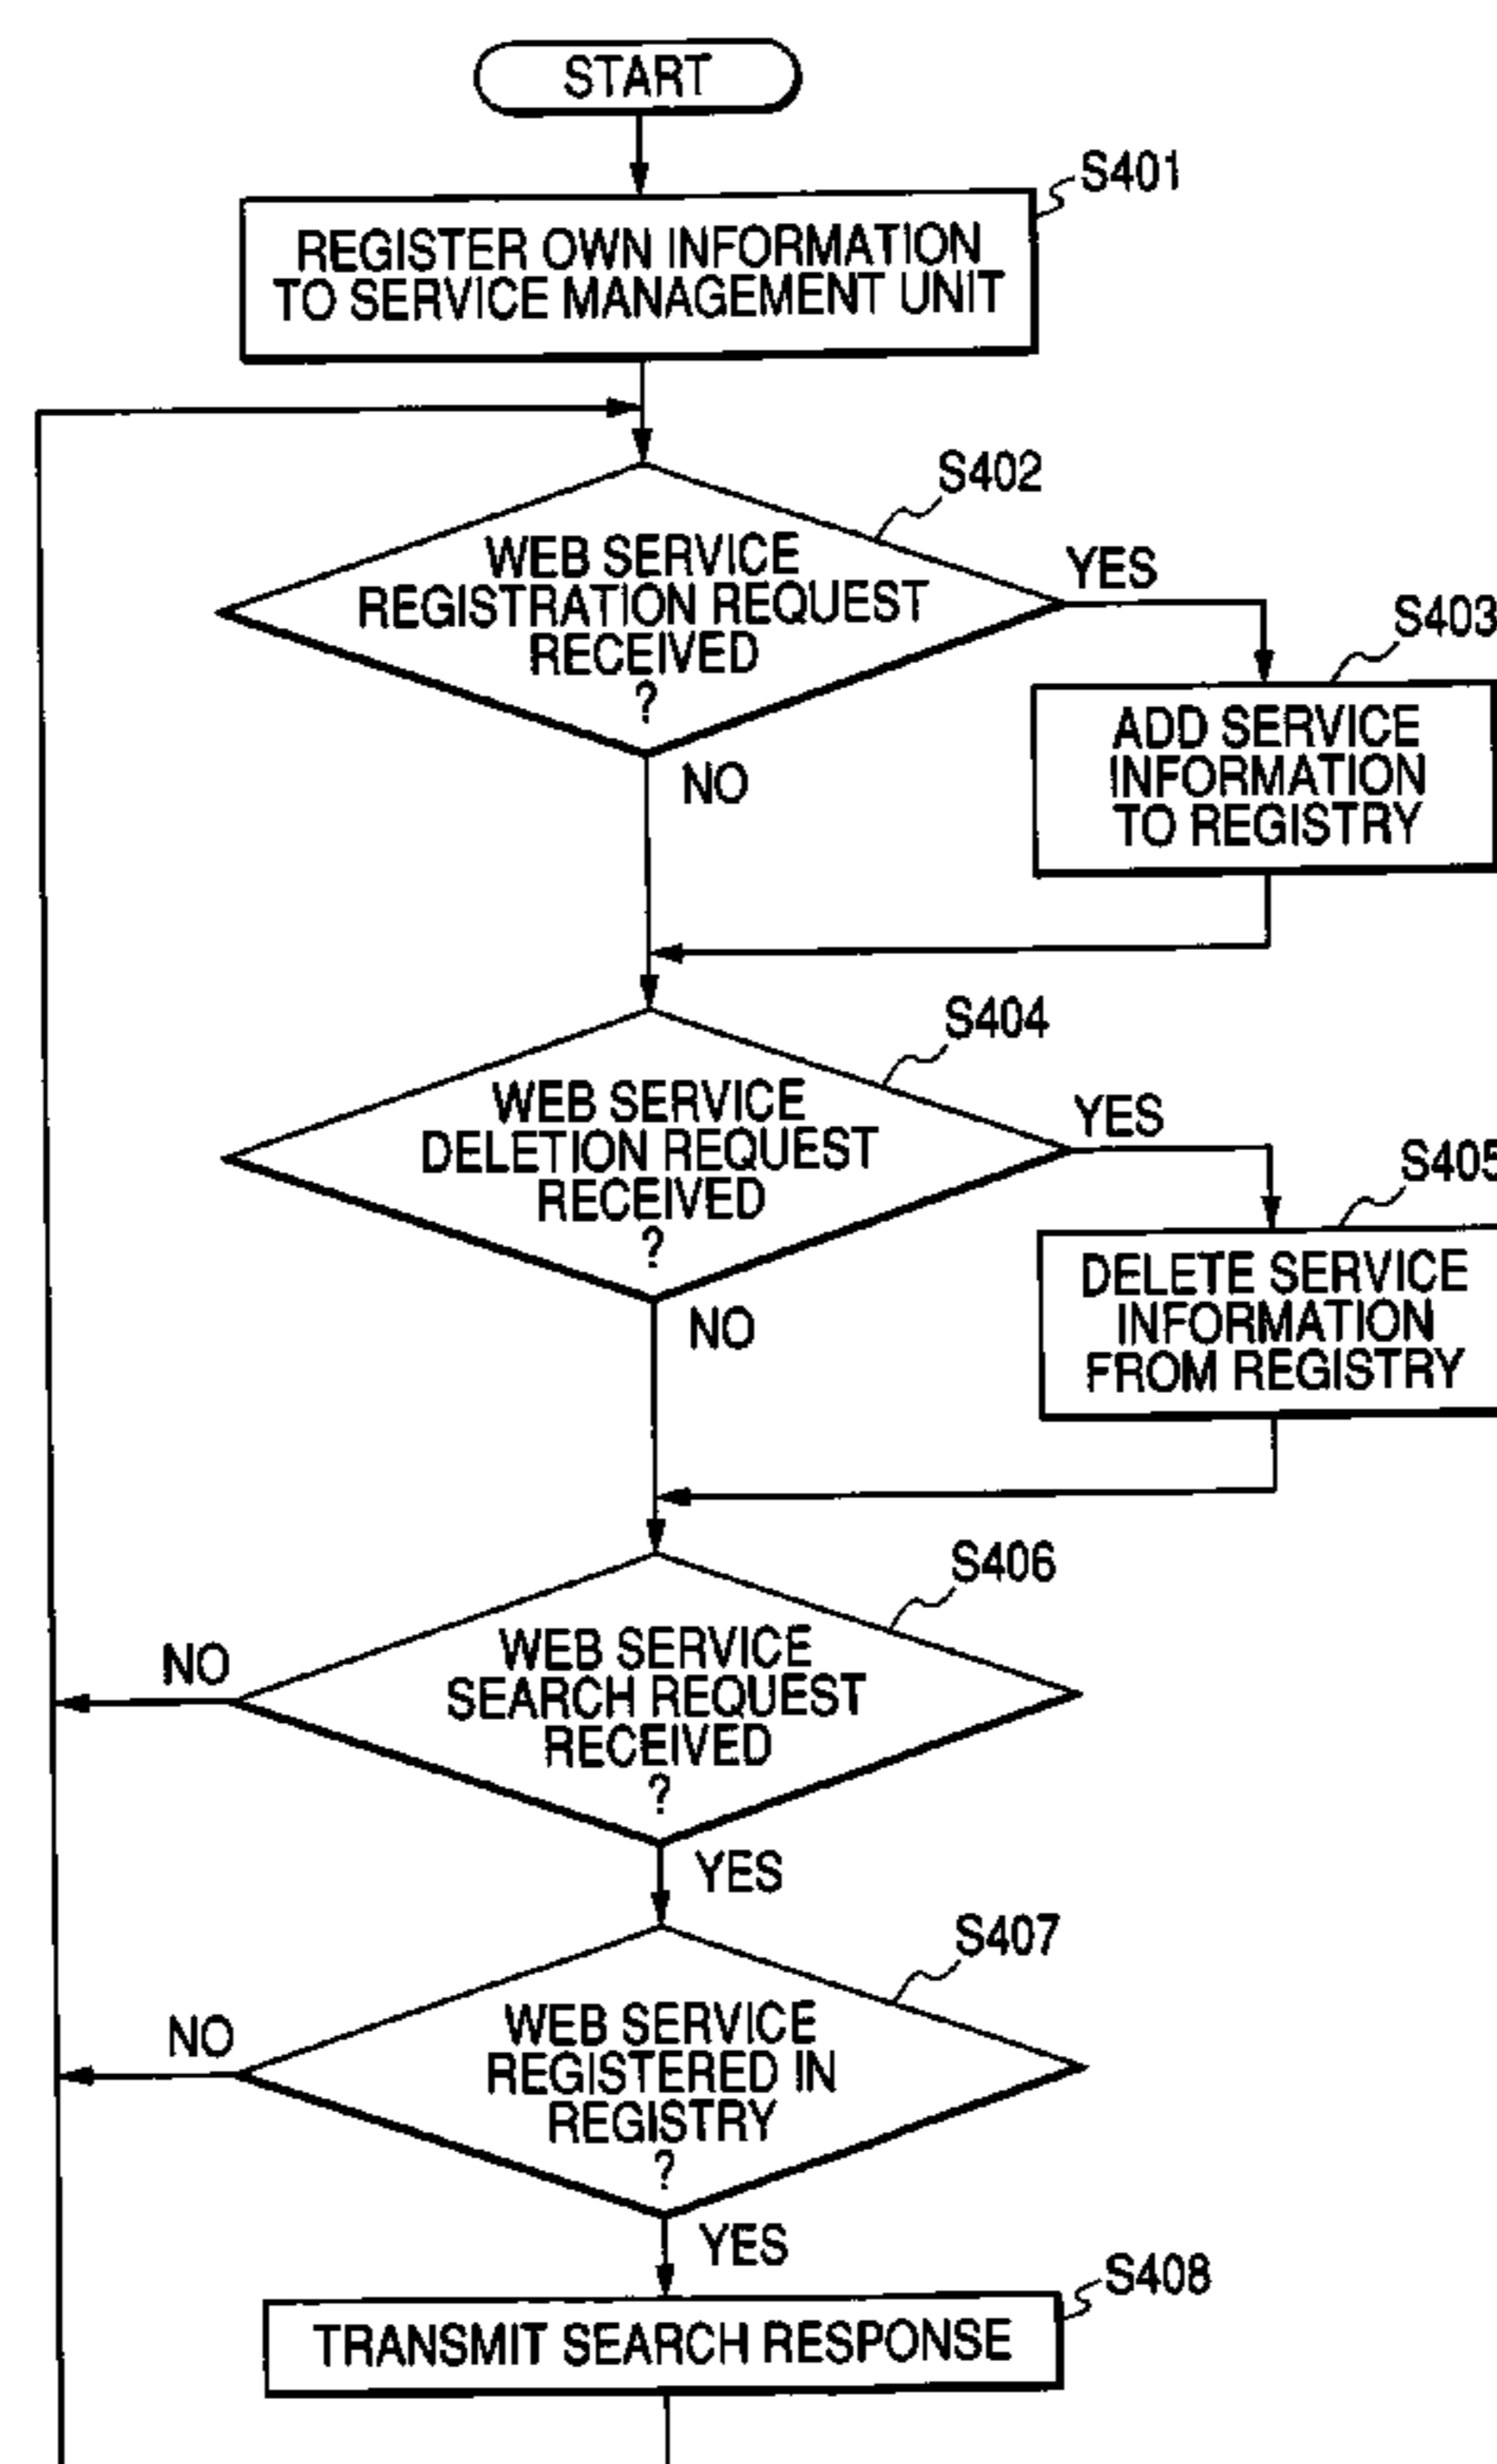 START
S401
REGISTER OWN INFORMATION
TO SERVICE MANAGEMENT UNIT
S402
WEB SERVICE
REGISTRATION REQUEST
RECEIVED
?
YES
NO
S403
ADD SERVICE
INFORMATION
TO REGISTRY
S404
WEB SERVICE
DELETION REQUEST
RECEIVED
?
YES
NO
S405
DELETE SERVICE
INFORMATION
FROM REGISTRY
S406
WEB SERVICE
SEARCH REQUEST
RECEIVED
?
NO
YES
S407
WEB SERVICE
REGISTERED IN
REGISTRY
?
NO
YES
S408
TRANSMIT SEARCH RESPONSE